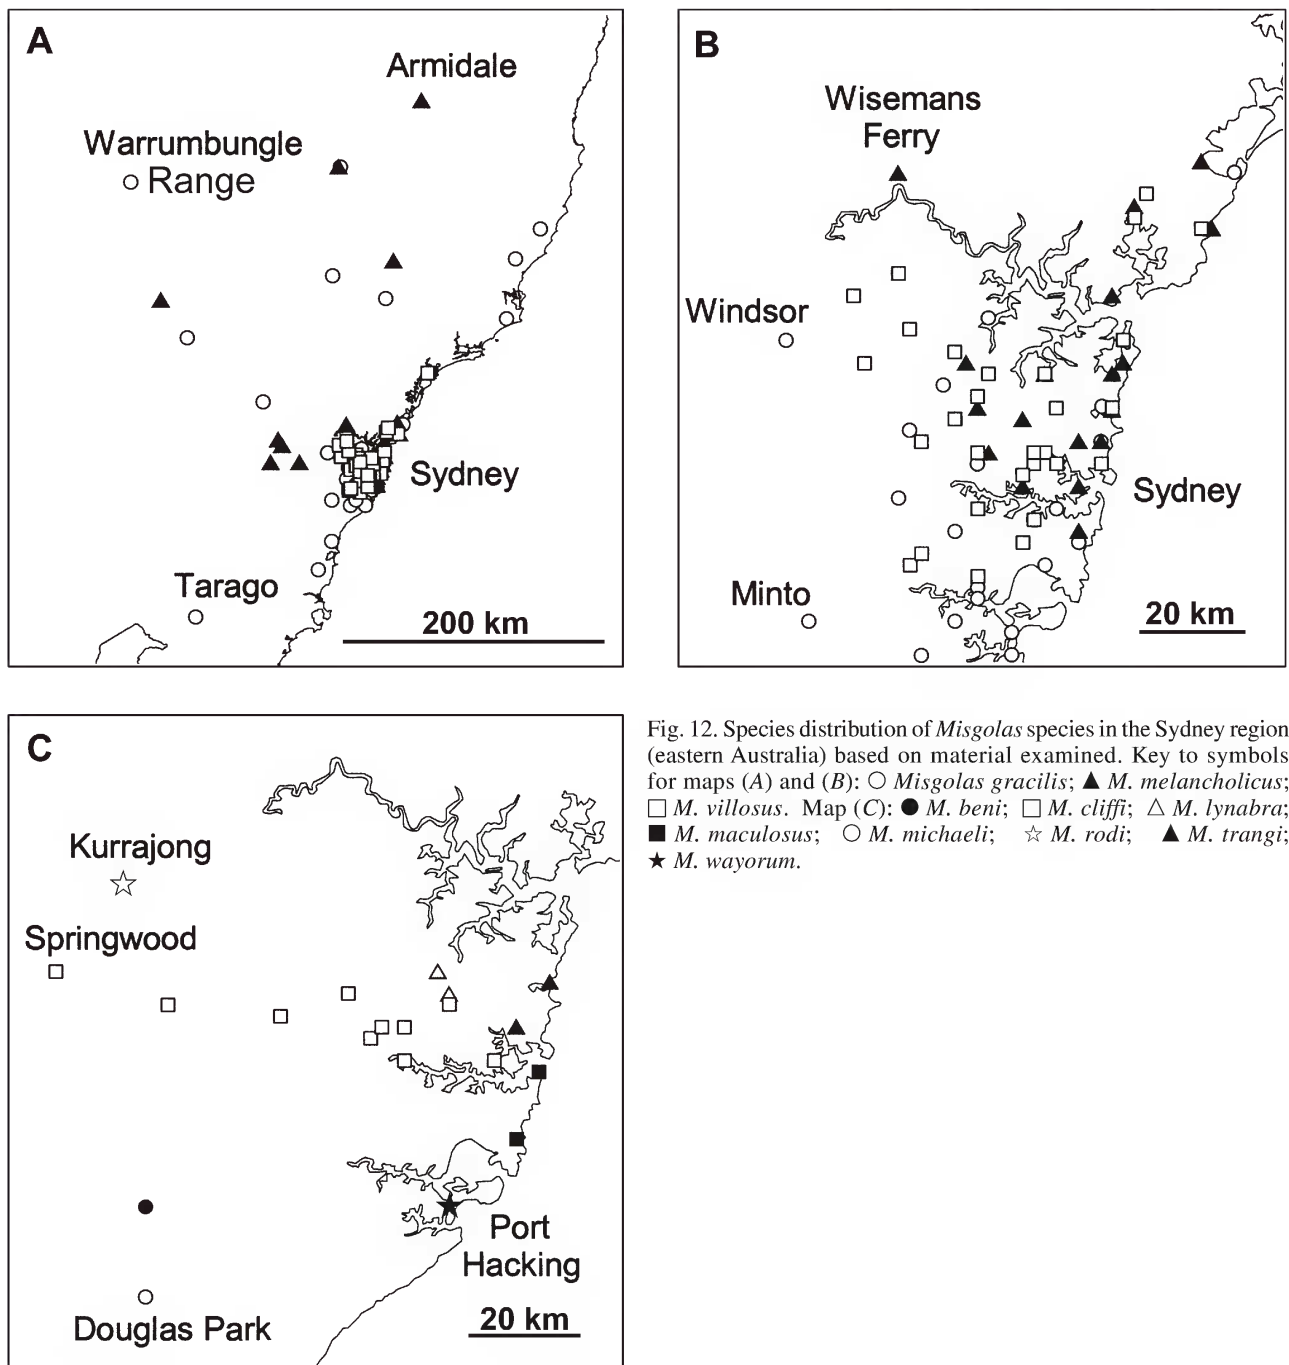 A
Armidale
Warrumbungle
Range
Sydney
Tarago
200 km
B
Wisemans
Ferry
Windsor
Sydney
Minto
20 km
C
Kurrajong
Springwood
Port
Hacking
20 km
Douglas Park
Fig. 12. Species distribution of Misgolas species in the Sydney region
(eastern Australia) based on material examined. Key to symbols
for maps (A) and (B): ○ Misgolas gracilis; ▲ M. melancholicus;
□ M. villosus. Map (C): ● M. beni; □ M. cliffi; △ M. lynabra;
■ M. maculosus; ○ M. michaeli; ☆ M. rodi; ▲ M. trangi;
★ M. wayorum.